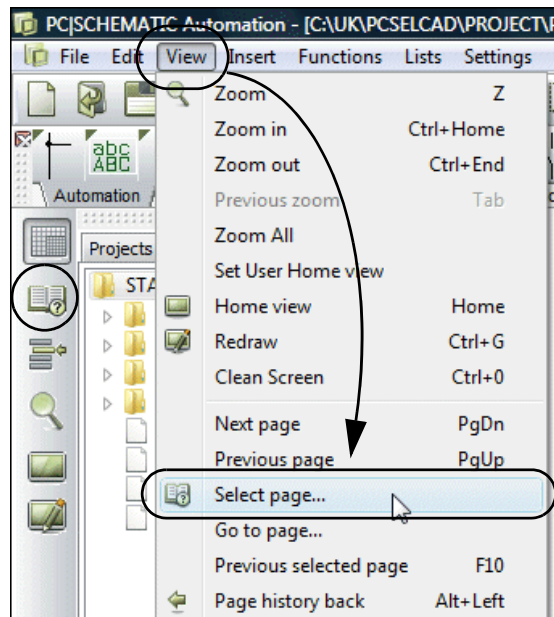 PC|SCHEMATIC Automation - [C:\UK\PCSELCAD\PROJECT\
File Edit View Insert Functions Lists Settings
Zoom Z
abc
ABC
Zoom in Ctrl+Home
Zoom out Ctrl+End
Automation
Previous zoom Tab
Zoom All
Projects
Set User Home view
STA
Home view Home
Redraw Ctrl+G
Clean Screen Ctrl+0
Next page PgDn
Previous page PgUp
Select page...
Go to page...
Previous selected page F10
Page history back Alt+Left